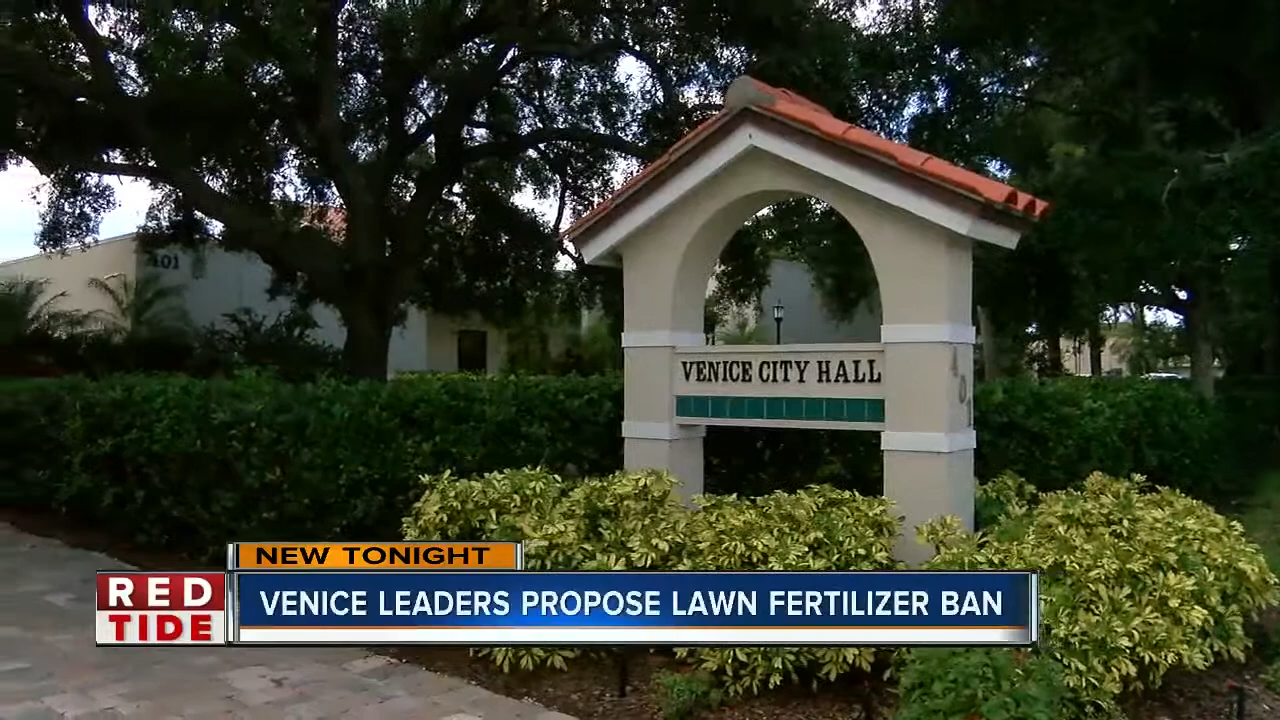 401
VENICE CITY HALL
401
NEW TONIGHT
RED
TIDE
VENICE LEADERS PROPOSE LAWN FERTILIZER BAN